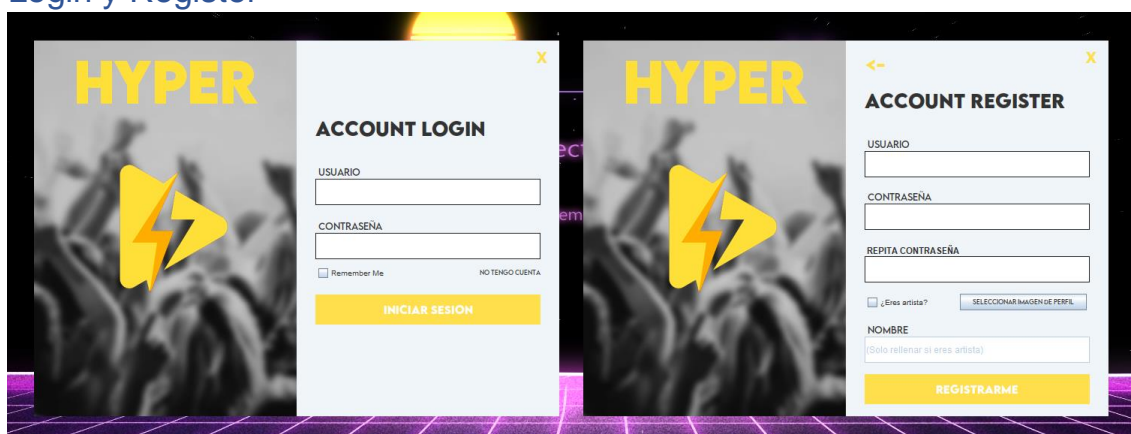 Login y Register
HYPER
X
ACCOUNT LOGIN
USUARIO
CONTRASEÑA
Remember Me
NO TENGO CUENTA
INICIAR SESION
HYPER
<-
X
ACCOUNT REGISTER
USUARIO
CONTRASEÑA
REPITA CONTRASEÑA
¿Eres artista?
SELECCIONAR IMAGEN DE PERFIL
NOMBRE
(Solo rellenar si eres artista)
REGISTRARME